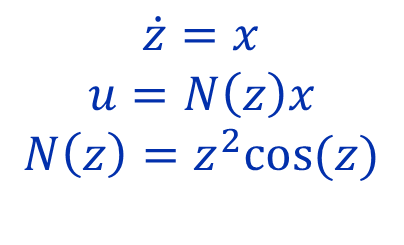 ż = x
u = N(z)x
N(z) = z²cos(z)